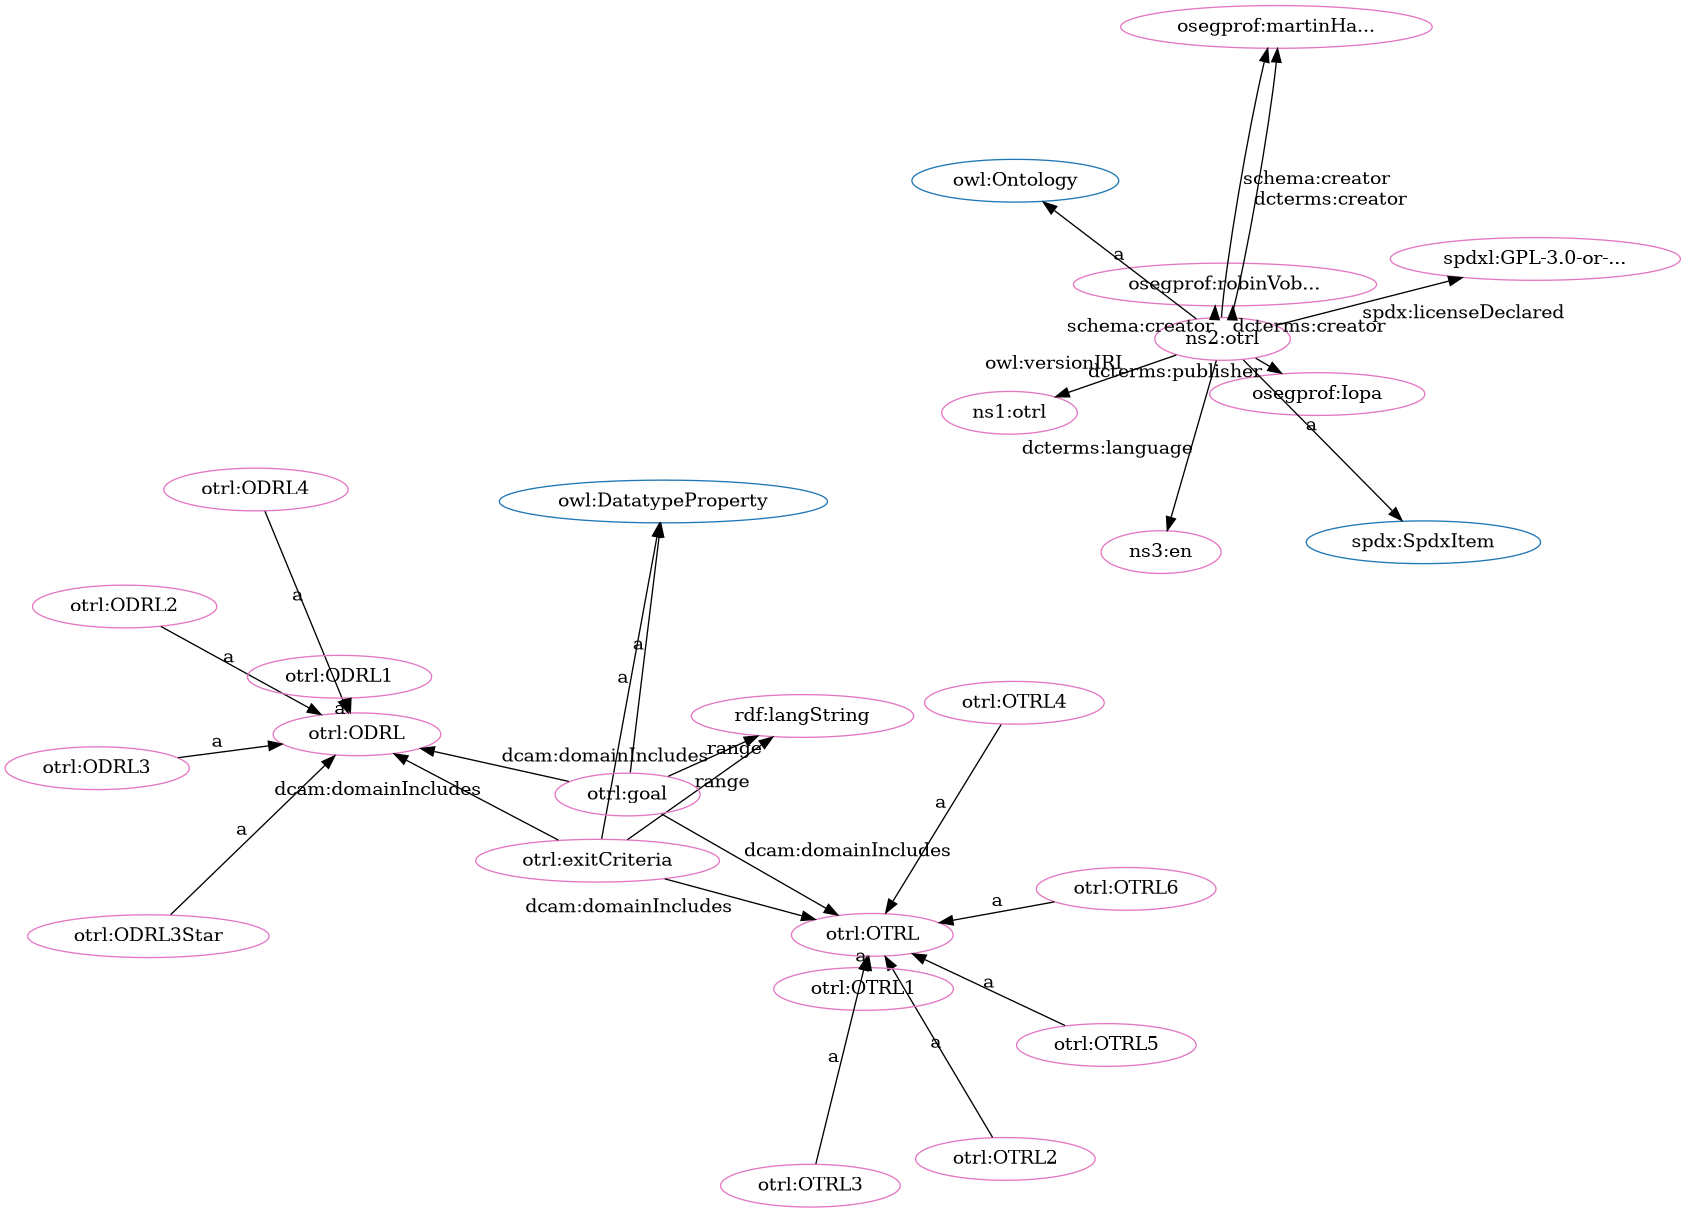 osegprof:martinHa...
owl:Ontology
schema:creator
dcterms:creator
a
spdxl:GPL-3.0-or-...
osegprof:robinVob...
spdx:licenseDeclared
schema:creator
dcterms:creator
ns2:otrl
owl:versionIRI
dcterms:publisher
osegprof:Iopa
ns1:otrl
a
dcterms:language
otrl:ODRL4
owl:DatatypeProperty
ns3:en
spdx:SpdxItem
a
otrl:ODRL2
a
a
otrl:ODRL1
a
otrl:OTRL4
a
rdf:langString
otrl:ODRL
a
range
dcam:domainIncludes
otrl:ODRL3
range
dcam:domainIncludes
otrl:goal
a
a
dcam:domainIncludes
otrl:exitCriteria
otrl:OTRL6
a
dcam:domainIncludes
otrl:ODRL3Star
otrl:OTRL
a
otrl:OTRL1
a
otrl:OTRL5
a
a
otrl:OTRL2
otrl:OTRL3